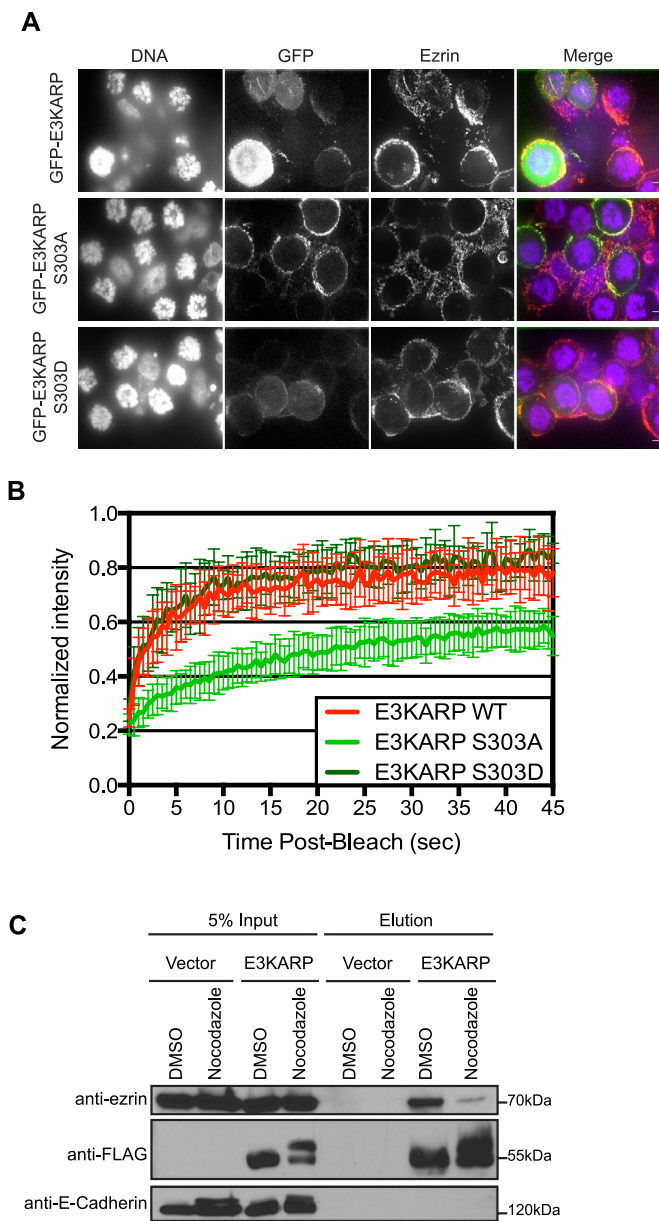 A
DNA GFP Ezrin Merge
GFP-E3KARP
GFP-E3KARP
S303A
GFP-E3KARP
S303D
B
Normalized intensity
1.0
0.8
0.6
0.4
0.2
0.0
E3KARP WT
E3KARP S303A
E3KARP S303D
0 5 10 15 20 25 30 35 40 45
Time Post-Bleach (sec)
C
5% Input Elution
Vector E3KARP Vector E3KARP
DMSO Nocodazole DMSO Nocodazole DMSO Nocodazole DMSO Nocodazole
anti-ezrin 70kDa
anti-FLAG 55kDa
anti-E-Cadherin 120kDa